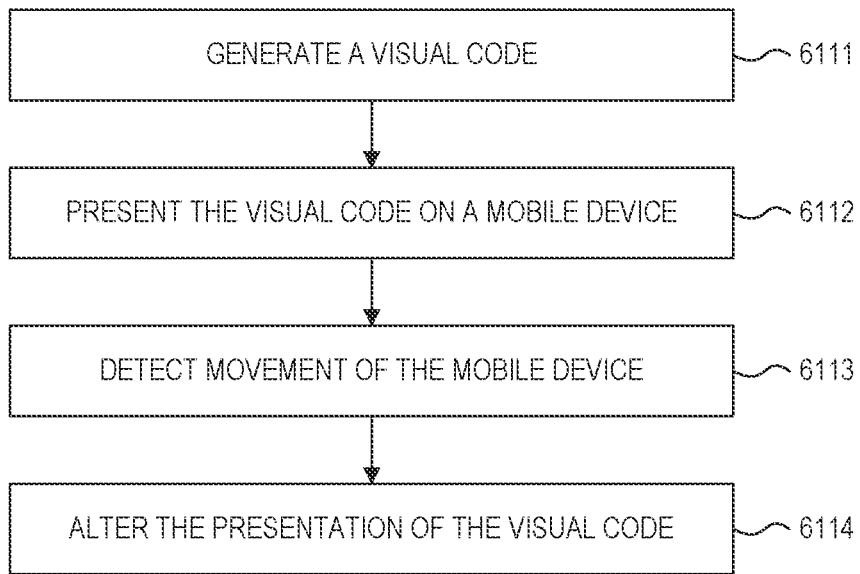 GENERATE A VISUAL CODE 6111
PRESENT THE VISUAL CODE ON A MOBILE DEVICE 6112
DETECT MOVEMENT OF THE MOBILE DEVICE 6113
ALTER THE PRESENTATION OF THE VISUAL CODE 6114